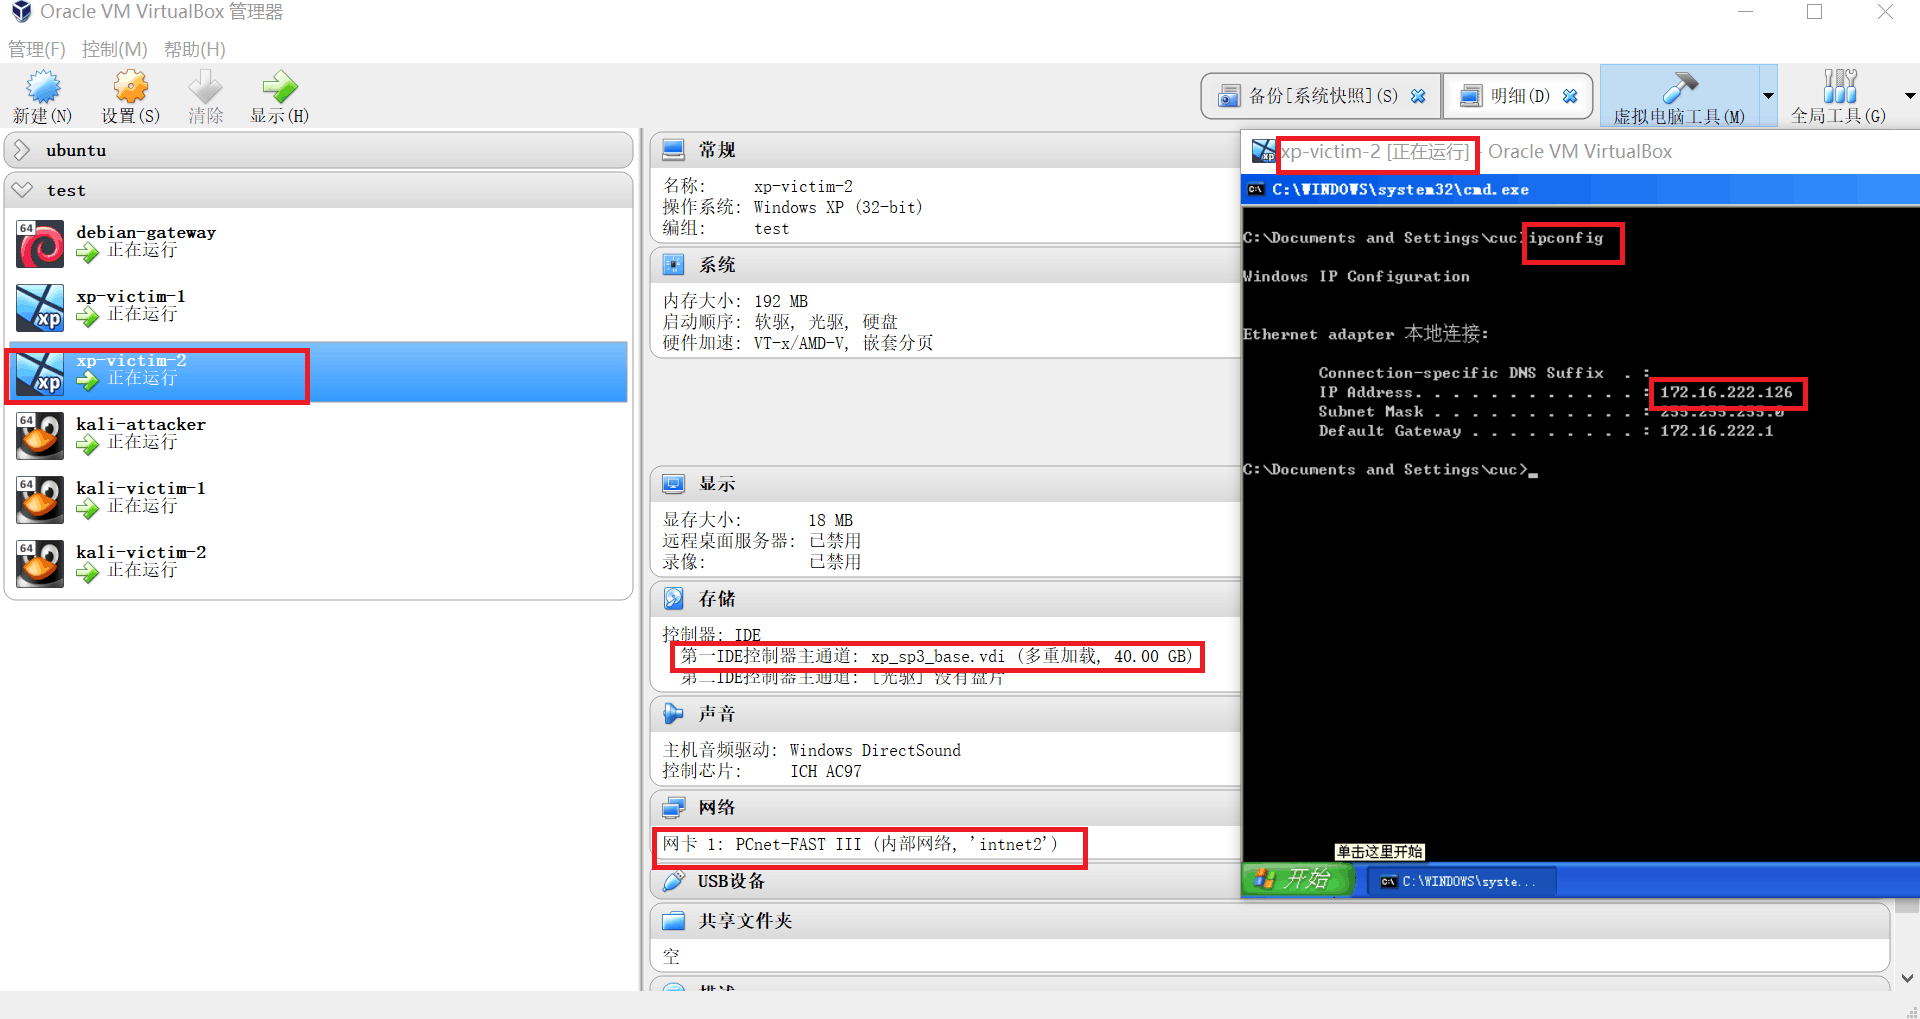 Oracle VM VirtualBox 管理器
管理(F) 控制(M) 帮助(H)
新建(N) 设置(S) 清除 显示(H)
备份[系统快照](S) 明细(D) 虚拟电脑工具(M) 全局工具(G)
ubuntu
test
64
debian-gateway
正在运行
xp
xp-victim-1
正在运行
xp
xp-victim-2
正在运行
64
kali-attacker
正在运行
64
kali-victim-1
正在运行
64
kali-victim-2
正在运行
常规
名称: xp-victim-2
操作系统: Windows XP (32-bit)
编组: test
系统
内存大小: 192 MB
启动顺序: 软驱, 光驱, 硬盘
硬件加速: VT-x/AMD-V, 嵌套分页
显示
显存大小: 18 MB
远程桌面服务器: 已禁用
录像: 已禁用
存储
控制器: IDE
第一IDE控制器主通道: xp_sp3_base.vdi (多重加载, 40.00 GB)
第二IDE控制器主通道: [光驱] 没有盘片
声音
主机音频驱动: Windows DirectSound
控制芯片: ICH AC97
网络
网卡 1: PCnet-FAST III (内部网络, 'intnet2')
USB设备
共享文件夹
空
描述
xp
xp-victim-2 [正在运行] - Oracle VM VirtualBox
C:\WINDOWS\system32\cmd.exe
C:\Documents and Settings\cuc>ipconfig
Windows IP Configuration
Ethernet adapter 本地连接:
Connection-specific DNS Suffix . :
IP Address. . . . . . . . . . . . : 172.16.222.126
Subnet Mask . . . . . . . . . . . : 255.255.255.0
Default Gateway . . . . . . . . . : 172.16.222.1
C:\Documents and Settings\cuc>_
单击这里开始
开始 C:\WINDOWS\syste...